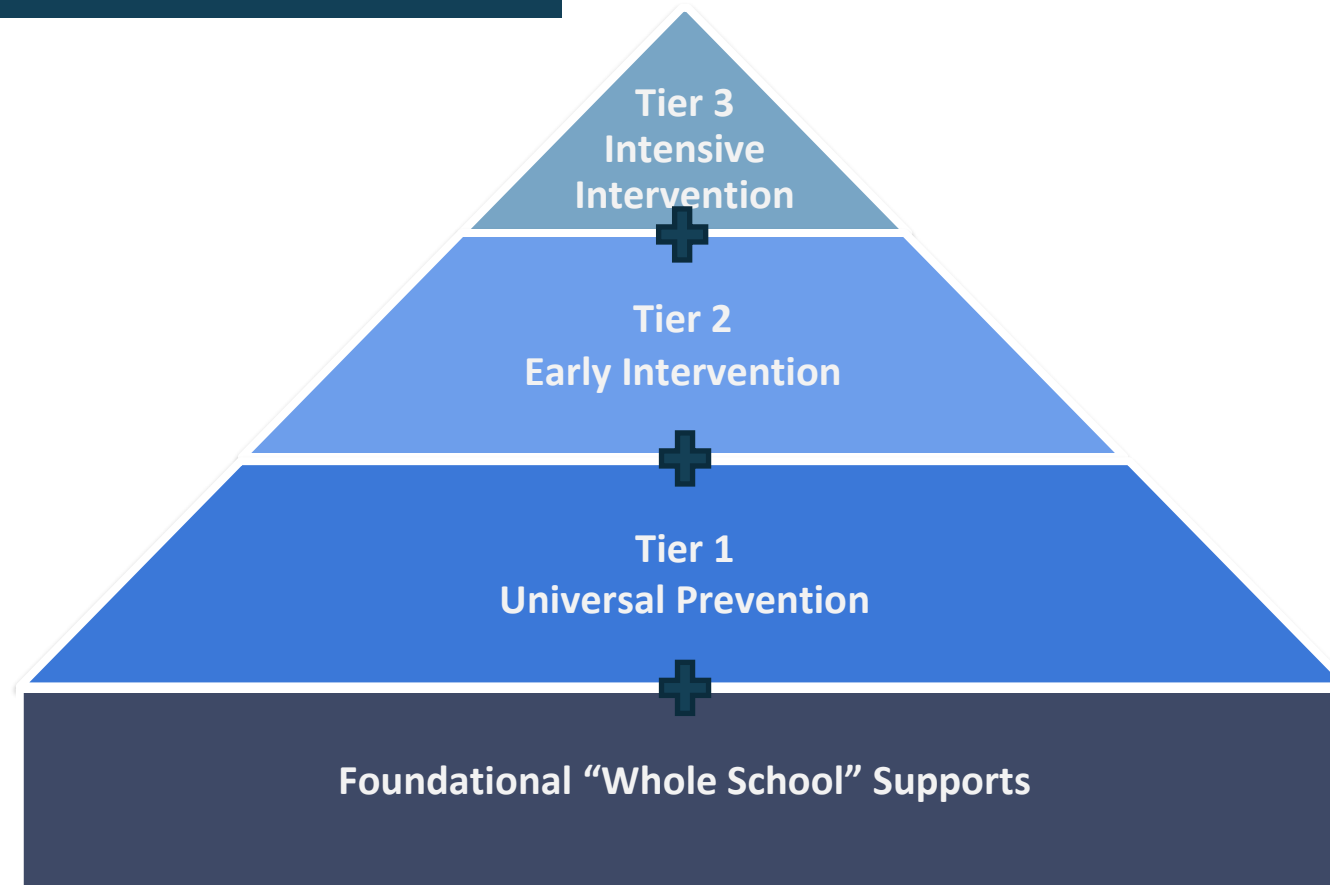 Tier 3
Intensive
Intervention
Tier 2
Early Intervention
Tier 1
Universal Prevention
Foundational “Whole School” Supports